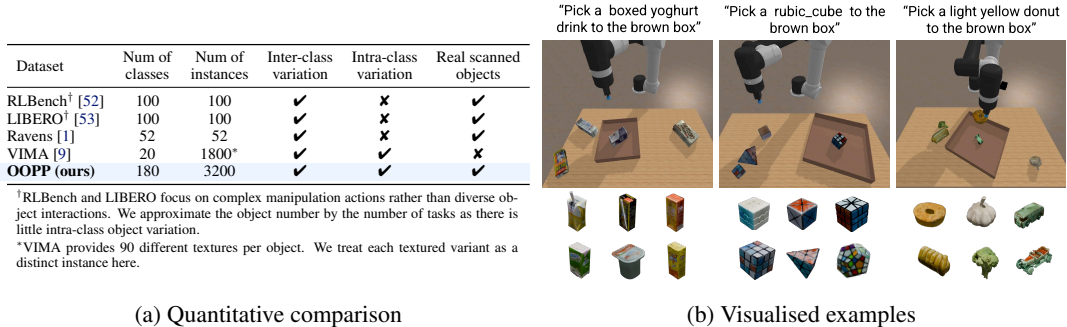 Dataset
Num of classes
Num of instances
Inter-class variation
Intra-class variation
Real scanned objects
RLBench† [52] 100 100 ✔ ✘ ✔
LIBERO† [53] 100 100 ✔ ✘ ✔
Ravens [1] 52 52 ✔ ✘ ✔
VIMA [9] 20 1800* ✔ ✔ ✘
OOPP (ours) 180 3200 ✔ ✔ ✔
†RLBench and LIBERO focus on complex manipulation actions rather than diverse ob-
ject interactions. We approximate the object number by the number of tasks as there is
little intra-class object variation.
*VIMA provides 90 different textures per object. We treat each textured variant as a
distinct instance here.
(a) Quantitative comparison
“Pick a boxed yoghurt
drink to the brown box”
“Pick a rubic_cube to the
brown box”
“Pick a light yellow donut
to the brown box”
(b) Visualised examples